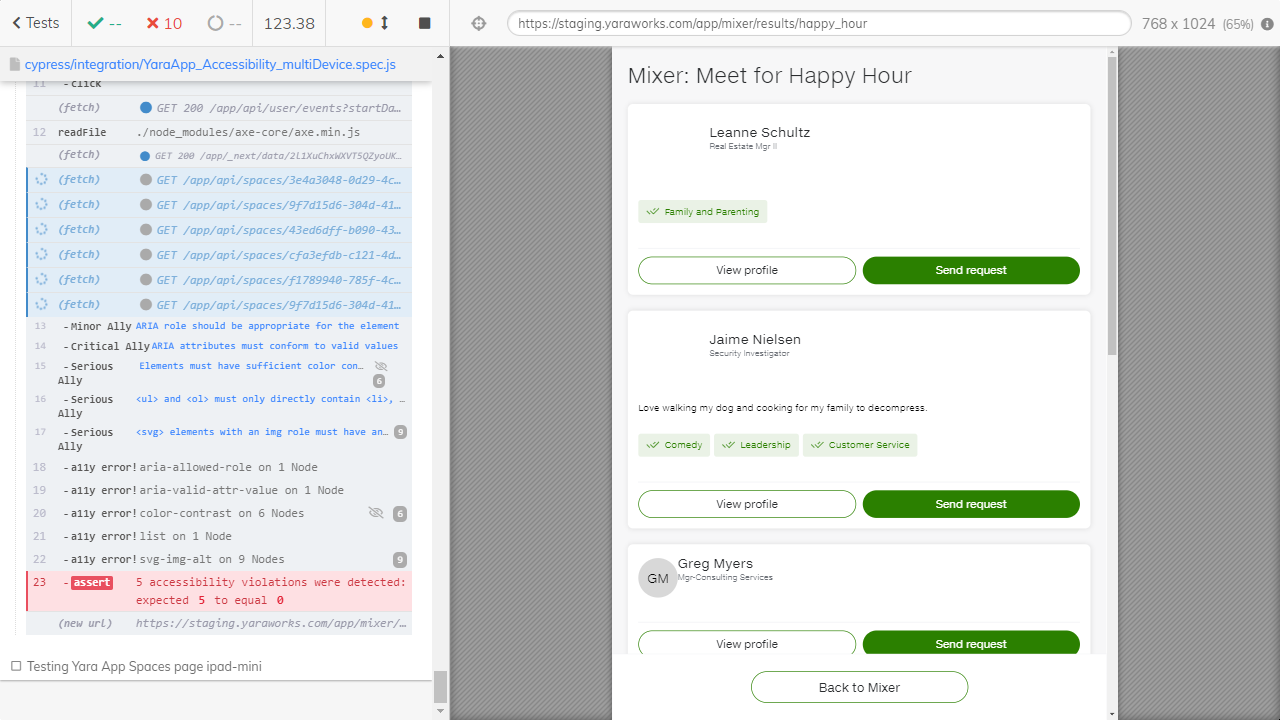 Tests
--
10
--
123.38
https://staging.yaraworks.com/app/mixer/results/happy_hour
768 x 1024 (65%)
cypress/integration/YaraApp_Accessibility_multiDevice.spec.js
11 -click
(fetch) GET 200 /app/api/user/events?startDa…
12 readFile ./node_modules/axe-core/axe.min.js
(fetch) GET 200 /app/_next/data/2l1XuChxWXVT5QZyoUK…
(fetch) GET /app/api/spaces/3e4a3048-0d29-4c…
(fetch) GET /app/api/spaces/9f7d15d6-304d-41…
(fetch) GET /app/api/spaces/43ed6dff-b090-43…
(fetch) GET /app/api/spaces/cfa3efdb-c121-4d…
(fetch) GET /app/api/spaces/f1789940-785f-4c…
(fetch) GET /app/api/spaces/9f7d15d6-304d-41…
13 -Minor Ally ARIA role should be appropriate for the element
14 -Critical Ally ARIA attributes must conform to valid values
15 -Serious Ally Elements must have sufficient color con… 6
16 -Serious Ally <ul> and <ol> must only directly contain <li>, …
17 -Serious Ally <svg> elements with an img role must have an… 9
18 -a11y error! aria-allowed-role on 1 Node
19 -a11y error! aria-valid-attr-value on 1 Node
20 -a11y error! color-contrast on 6 Nodes 6
21 -a11y error! list on 1 Node
22 -a11y error! svg-img-alt on 9 Nodes 9
23 -assert 5 accessibility violations were detected:
expected 5 to equal 0
(new url) https://staging.yaraworks.com/app/mixer/…
Testing Yara App Spaces page ipad-mini
Mixer: Meet for Happy Hour
Leanne Schultz
Real Estate Mgr II
Family and Parenting
View profile
Send request
Jaime Nielsen
Security Investigator
Love walking my dog and cooking for my family to decompress.
Comedy
Leadership
Customer Service
View profile
Send request
GM
Greg Myers
Mgr-Consulting Services
View profile
Send request
Back to Mixer